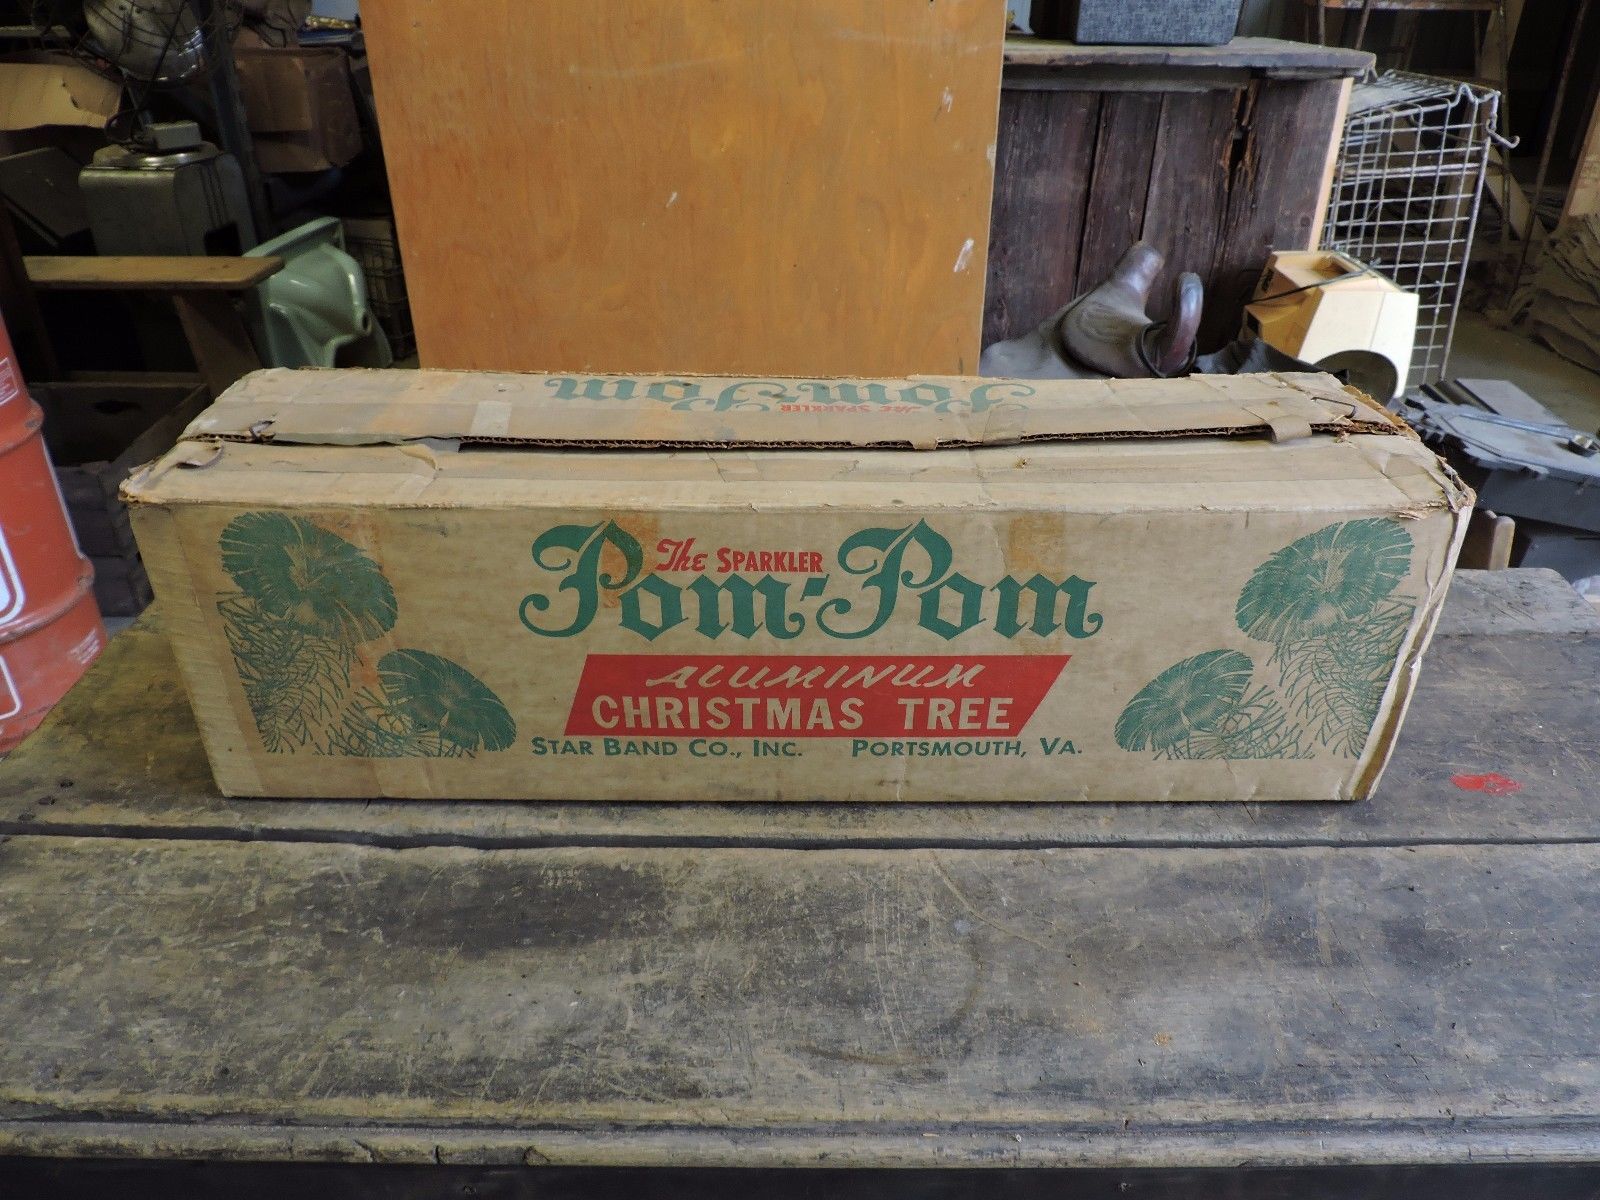 Pom-Pom
The SPARKLER
The SPARKLER
Pom-Pom
ALUMINUM
CHRISTMAS TREE
STAR BAND CO., INC. PORTSMOUTH, VA.